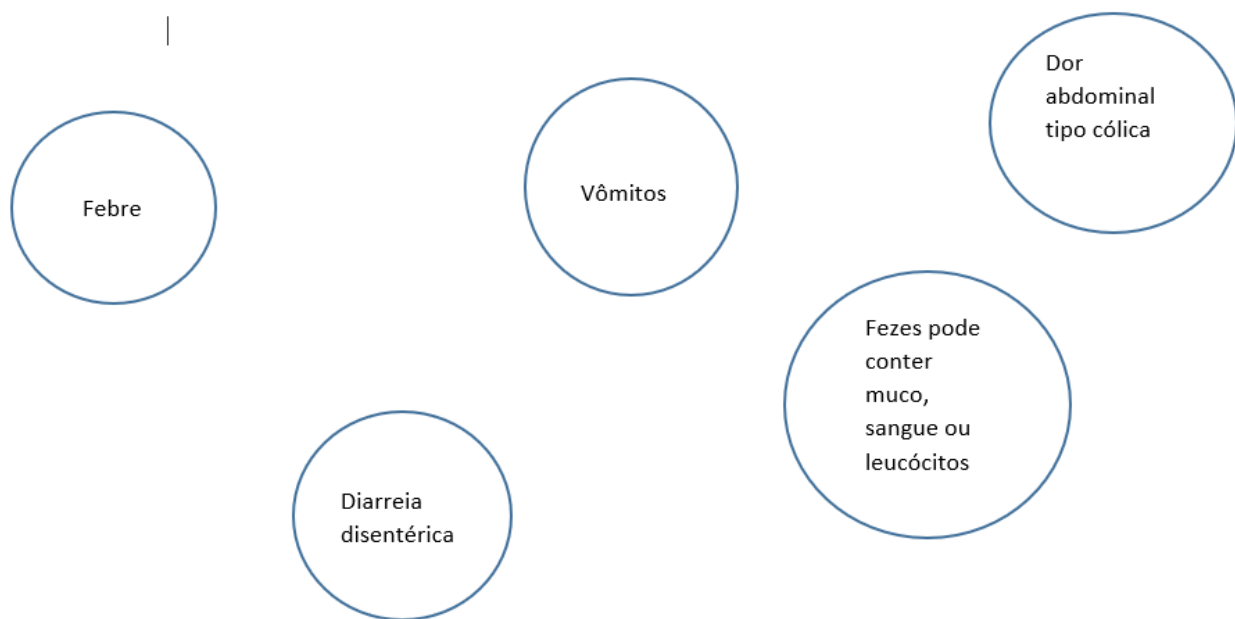 Dor
abdominal
tipo cólica
Vômitos
Febre
Fezes pode
conter
muco,
sangue ou
leucócitos
Diarreia
disentérica